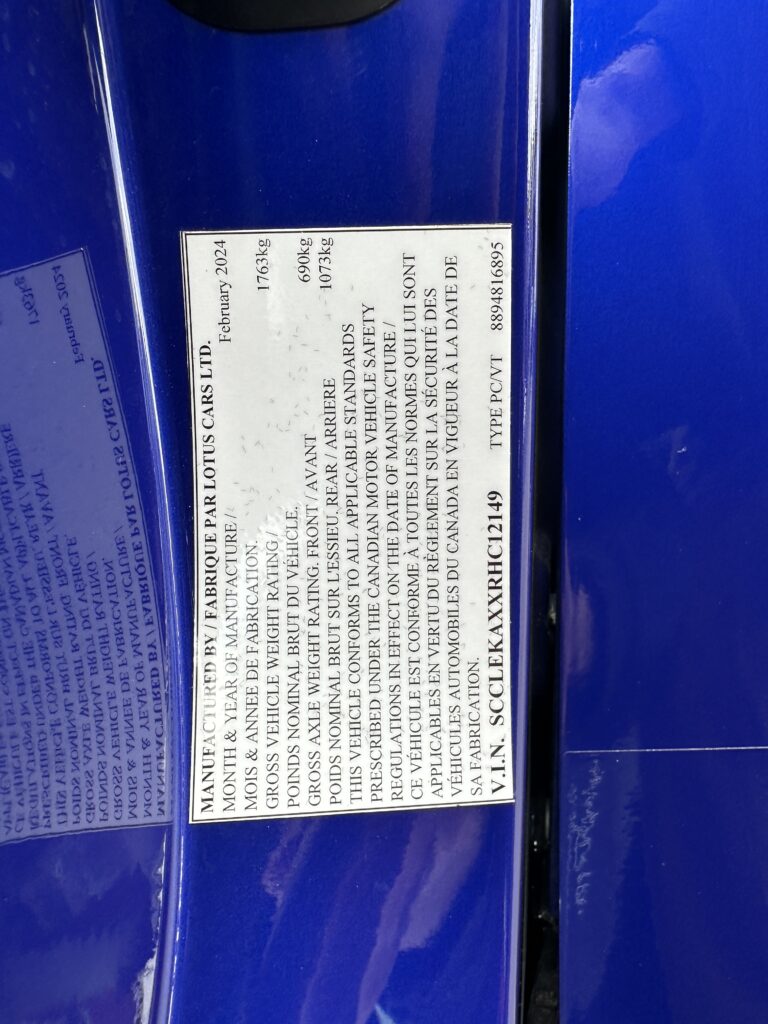 MANUFACTURED BY / FABRIQUE PAR LOTUS CARS LTD.
MONTH & YEAR OF MANUFACTURE / February 2024
MOIS & ANNEE DE FABRICATION.
GROSS VEHICLE WEIGHT RATING / 1763kg
POINDS NOMINAL BRUT DU VÉHICLE.
GROSS AXLE WEIGHT RATING. FRONT / AVANT 690kg
POIDS NOMINAL BRUT SUR L'ESSIEU. REAR / ARRIERE 1073kg
THIS VEHICLE CONFORMS TO ALL APPLICABLE STANDARDS
PRESCRIBED UNDER THE CANADIAN MOTOR VEHICLE SAFETY
REGULATIONS IN EFFECT ON THE DATE OF MANUFACTURE /
CE VÉHICULE EST CONFORME À TOUTES LES NORMES QUI LUI SONT
APPLICABLES EN VERTU DU RÈGLEMENT SUR LA SÉCURITÉ DES
VÉHICULES AUTOMOBILES DU CANADA EN VIGUEUR À LA DATE DE
SA FABRICATION.
V.I.N. SCCLEKAXXRHC12149 TYPE PC/VT 8894816895